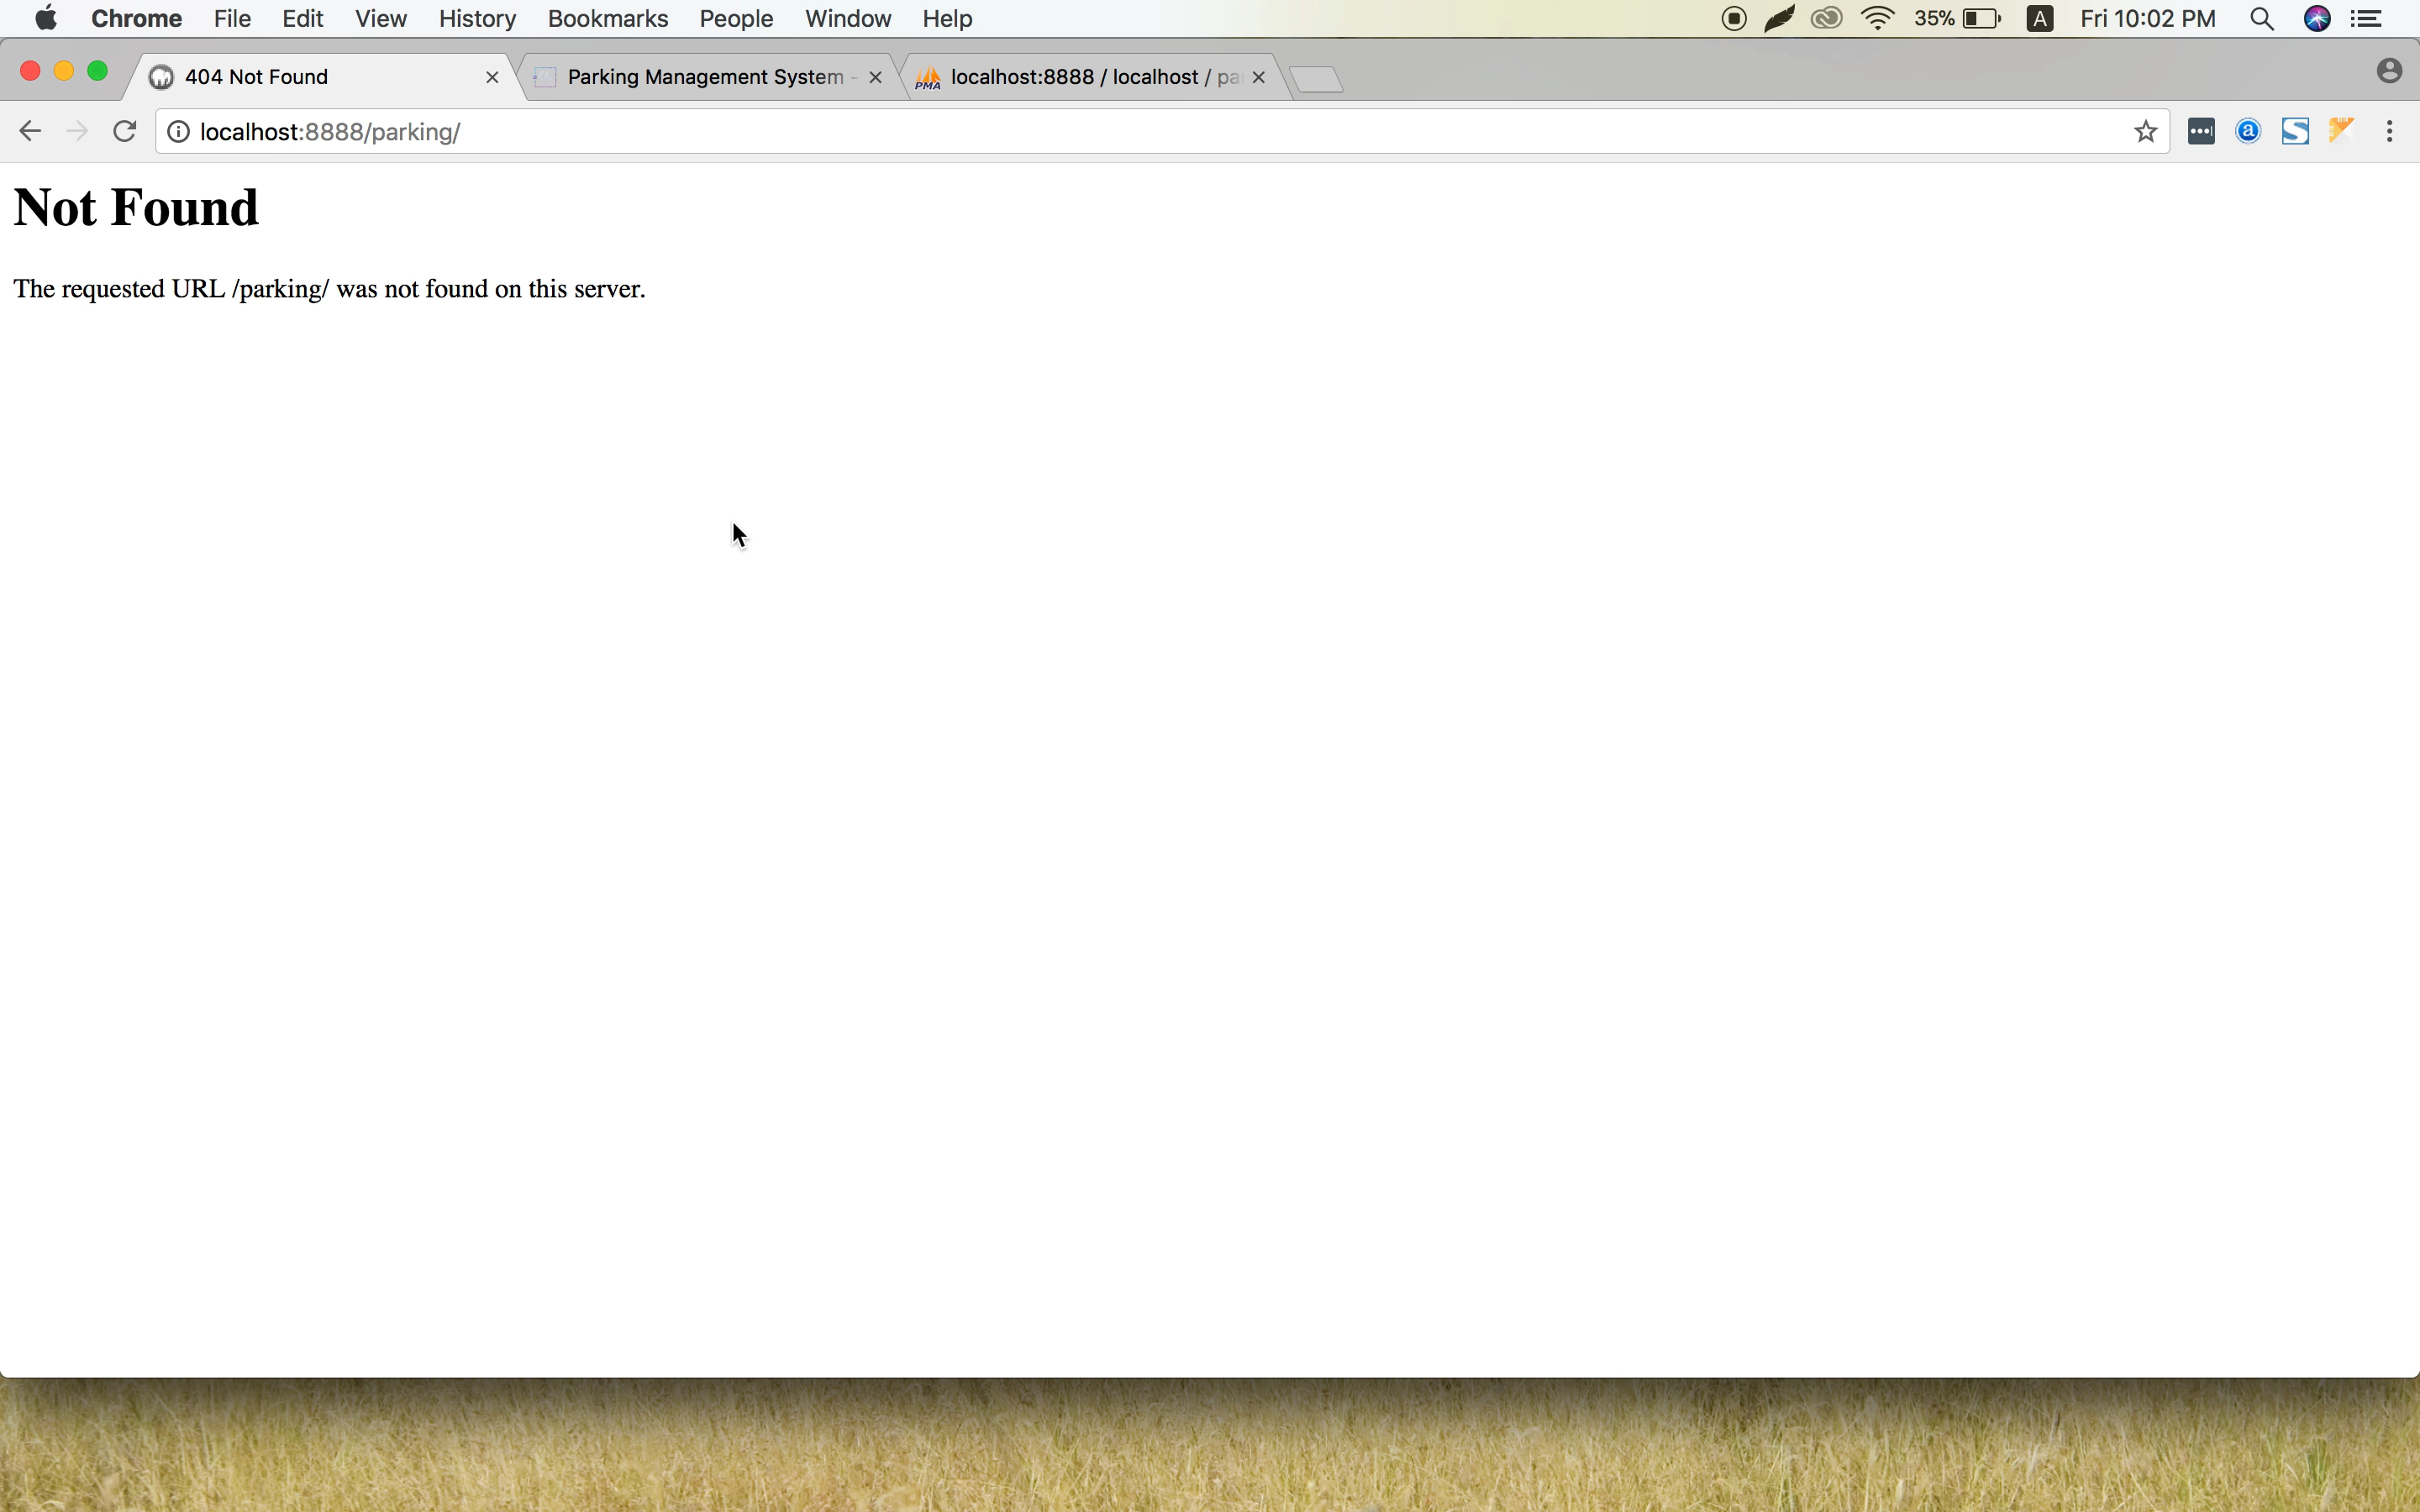 Chrome File Edit View History Bookmarks People Window Help 35% A Fri 10:02 PM
404 Not Found Parking Management System - PMA localhost:8888 / localhost / pa
localhost:8888/parking/ a S
Not Found
The requested URL /parking/ was not found on this server.